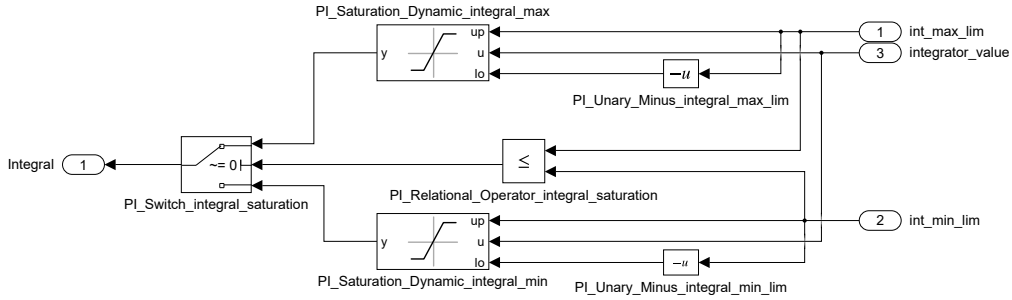 PI_Saturation_Dynamic_integral_max
up
1
int_max_lim
y
u
3
integrator_value
lo
-u
PI_Unary_Minus_integral_max_lim
Integral
1
~= 0
≤
PI_Switch_integral_saturation
PI_Relational_Operator_integral_saturation
up
2
int_min_lim
y
u
lo
-u
PI_Saturation_Dynamic_integral_min
PI_Unary_Minus_integral_min_lim